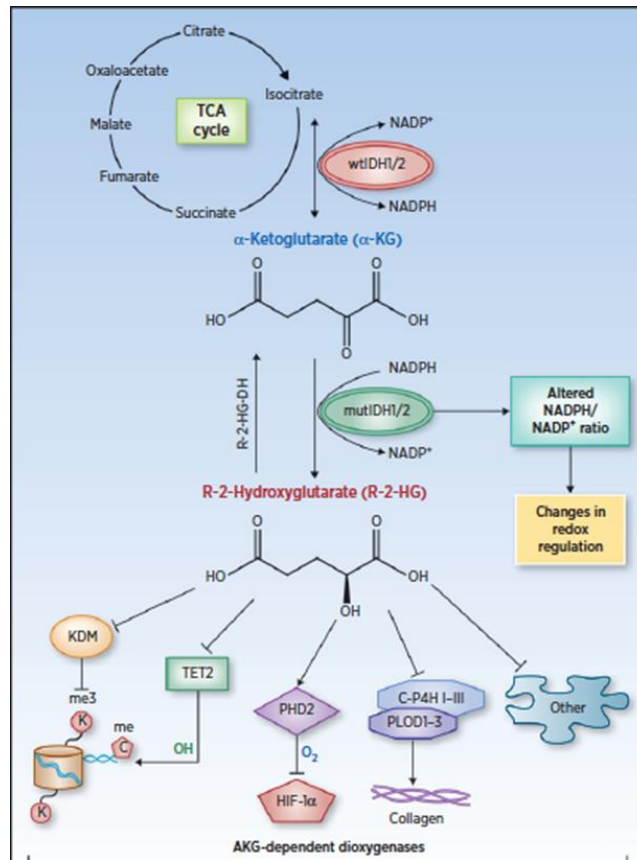 Citrate
Oxaloacetate
Isocitrate
TCA
cycle
Malate
NADP⁺
wtIDH1/2
Fumarate
NADPH
Succinate
α-Ketoglutarate (α-KG)
O
O
HO
OH
O
NADPH
R-2-HG-DH
mutIDH1/2
Altered
NADPH/
NADP⁺ ratio
NADP⁺
R-2-Hydroxyglutarate (R-2-HG)
Changes in
redox
regulation
O
O
HO
OH
OH
KDM
TET2
me3
PHD2
C-P4H I–III
PLOD1–3
Other
K
me
C
OH
O₂
K
HIF-1α
Collagen
AKG-dependent dioxygenases